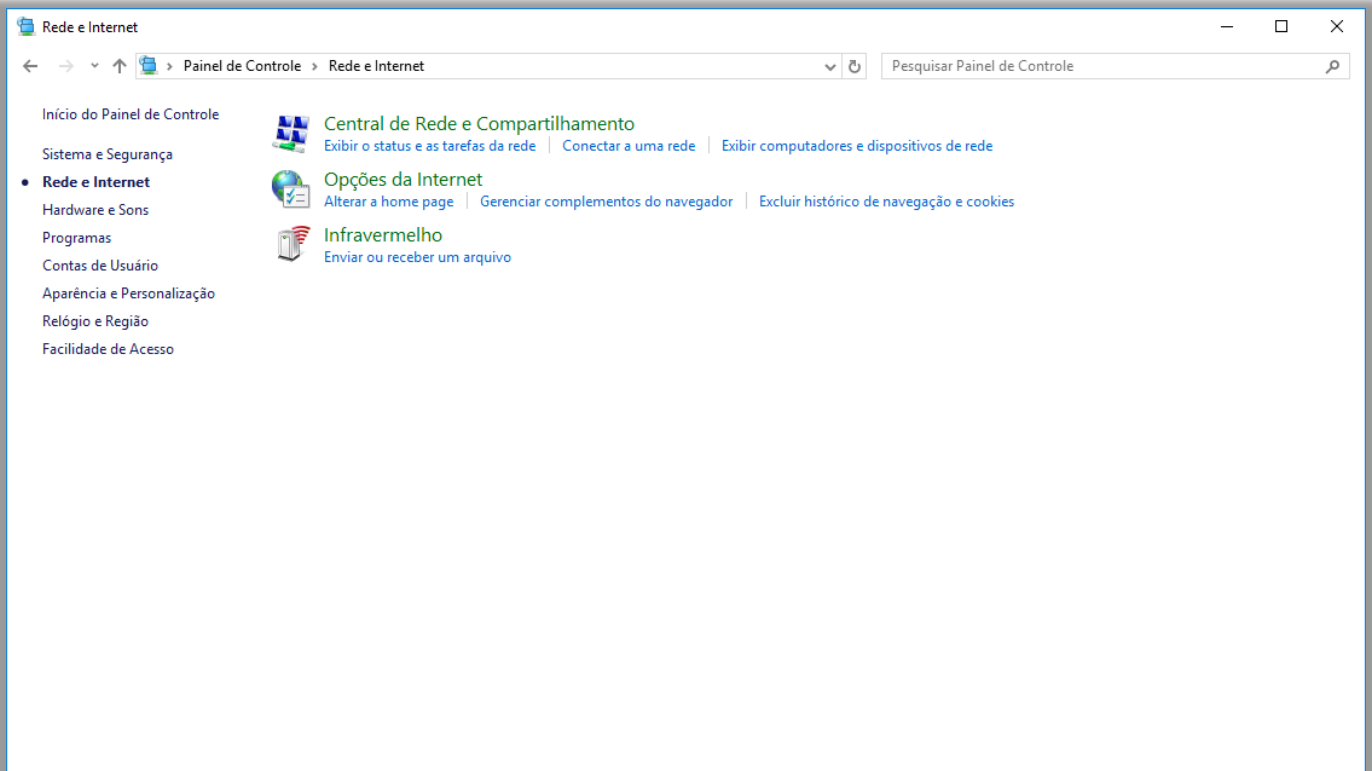 Rede e Internet
Painel de Controle › Rede e Internet
Pesquisar Painel de Controle
Início do Painel de Controle
Sistema e Segurança
Rede e Internet
Hardware e Sons
Programas
Contas de Usuário
Aparência e Personalização
Relógio e Região
Facilidade de Acesso
Central de Rede e Compartilhamento
Exibir o status e as tarefas da rede | Conectar a uma rede | Exibir computadores e dispositivos de rede
Opções da Internet
Alterar a home page | Gerenciar complementos do navegador | Excluir histórico de navegação e cookies
Infravermelho
Enviar ou receber um arquivo